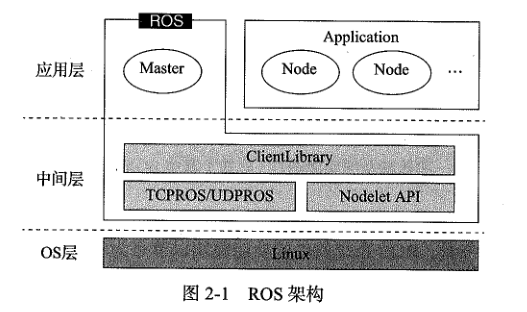 ROS
Application
应用层
Master
Node
Node
...
中间层
ClientLibrary
TCPROS/UDPROS
Nodelet API
OS层
Linux
图 2-1 ROS 架构